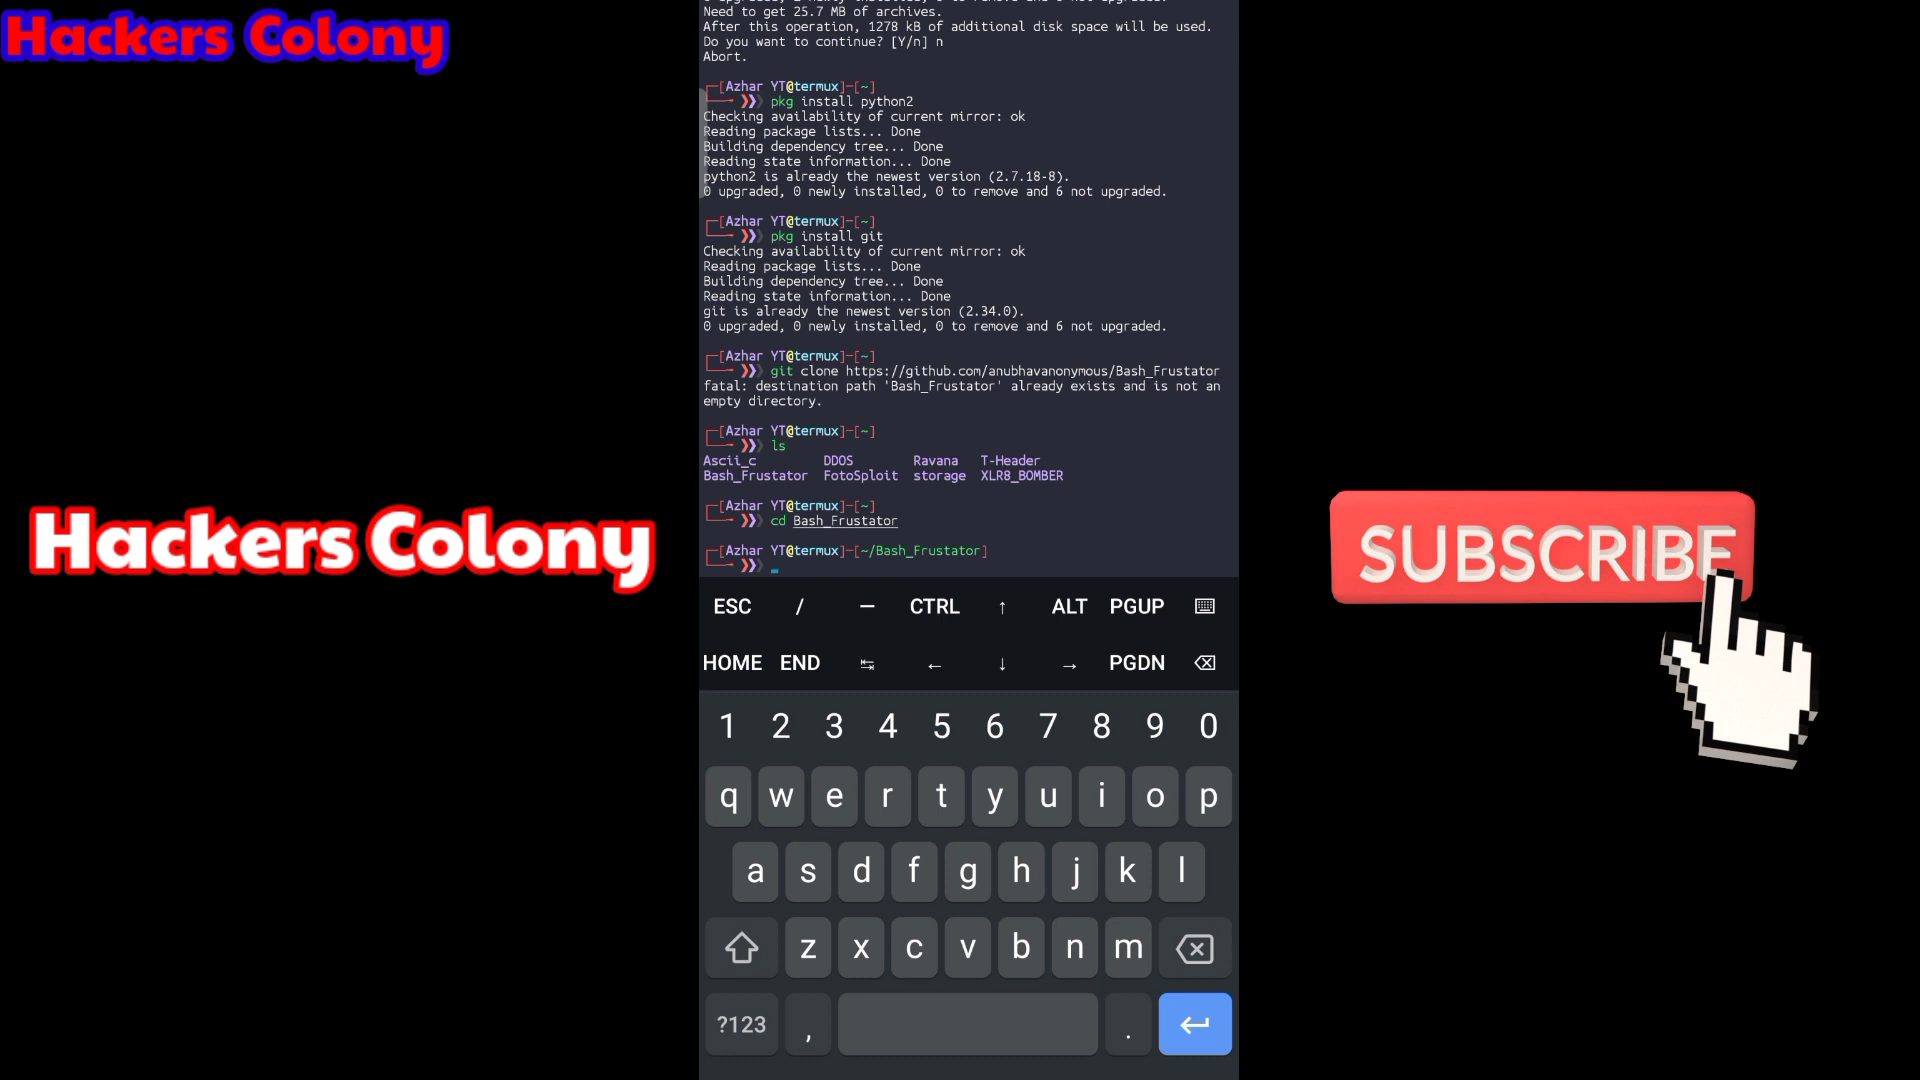 Hackers Colony
Need to get 25.7 MB of archives.
After this operation, 1278 kB of additional disk space will be used.
Do you want to continue? [Y/n] n
Abort.
[Azhar YT@termux]-[~]
pkg install python2
Checking availability of current mirror: ok
Reading package lists... Done
Building dependency tree... Done
Reading state information... Done
python2 is already the newest version (2.7.18-8).
0 upgraded, 0 newly installed, 0 to remove and 6 not upgraded.
[Azhar YT@termux]-[~]
pkg install git
Checking availability of current mirror: ok
Reading package lists... Done
Building dependency tree... Done
Reading state information... Done
git is already the newest version (2.34.0).
0 upgraded, 0 newly installed, 0 to remove and 6 not upgraded.
[Azhar YT@termux]-[~]
git clone https://github.com/anubhavanonymous/Bash_Frustator
fatal: destination path 'Bash_Frustator' already exists and is not an
empty directory.
[Azhar YT@termux]-[~]
ls
Ascii_c DDOS Ravana T-Header
Bash_Frustator FotoSploit storage XLR8_BOMBER
[Azhar YT@termux]-[~]
cd Bash_Frustator
[Azhar YT@termux]-[~/Bash_Frustator]
Hackers Colony
SUBSCRIBE
ESC / — CTRL ↑ ALT PGUP
HOME END ↹ ← ↓ → PGDN
1 2 3 4 5 6 7 8 9 0
q w e r t y u i o p
a s d f g h j k l
z x c v b n m
?123 , .